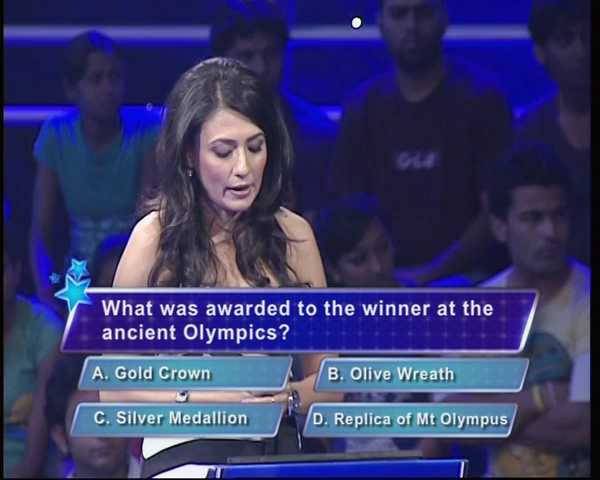 What was awarded to the winner at the
ancient Olympics?
A. Gold Crown
B. Olive Wreath
C. Silver Medallion
D. Replica of Mt Olympus